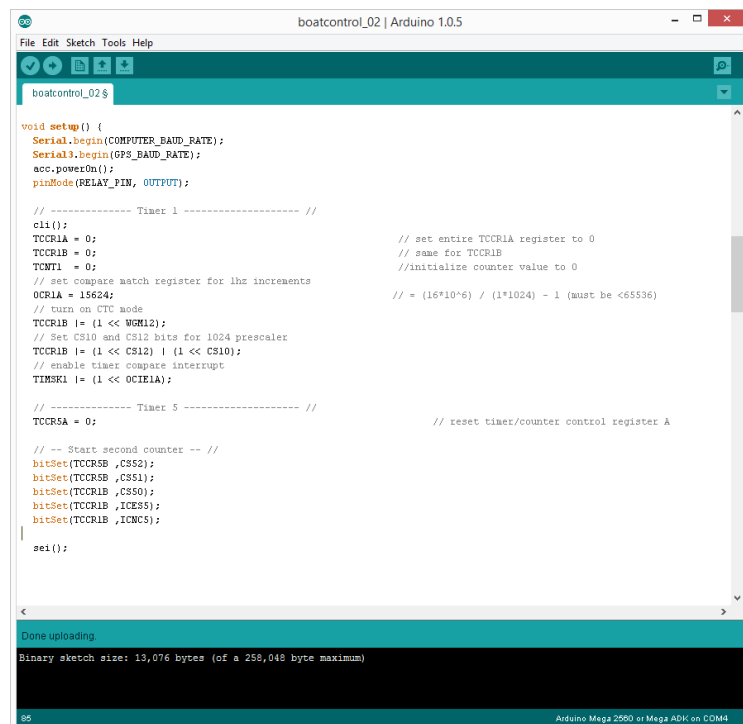 boatcontrol_02 | Arduino 1.0.5
File Edit Sketch Tools Help
boatcontrol_02 §
void setup() {
Serial.begin(COMPUTER_BAUD_RATE);
Serial3.begin(GPS_BAUD_RATE);
acc.powerOn();
pinMode(RELAY_PIN, OUTPUT);
// -------------- Timer 1 -------------------- //
cli();
TCCR1A = 0; // set entire TCCR1A register to 0
TCCR1B = 0; // same for TCCR1B
TCNT1 = 0; //initialize counter value to 0
// set compare match register for 1hz increments
OCR1A = 15624; // = (16*10^6) / (1*1024) - 1 (must be <65536)
// turn on CTC mode
TCCR1B |= (1 << WGM12);
// Set CS10 and CS12 bits for 1024 prescaler
TCCR1B |= (1 << CS12) | (1 << CS10);
// enable timer compare interrupt
TIMSK1 |= (1 << OCIE1A);
// -------------- Timer 5 -------------------- //
TCCR5A = 0; // reset timer/counter control register A
// -- Start second counter -- //
bitSet(TCCR5B ,CS52);
bitSet(TCCR5B ,CS51);
bitSet(TCCR1B ,CS50);
bitSet(TCCR1B ,ICES5);
bitSet(TCCR1B ,ICNC5);
sei();
Done uploading.
Binary sketch size: 13,076 bytes (of a 258,048 byte maximum)
85 Arduino Mega 2560 or Mega ADK on COM4